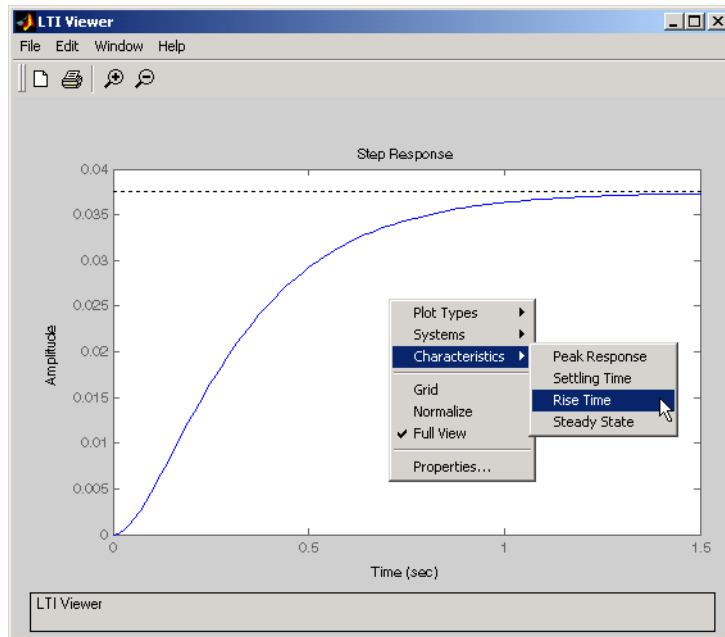 LTI Viewer
File Edit Window Help
Step Response
0.04
0.035
0.03
0.025
0.02
0.015
0.01
0.005
0
Amplitude
0 0.5 1 1.5
Time (sec)
Plot Types
Systems
Characteristics
Grid
Normalize
Full View
Properties...
Peak Response
Settling Time
Rise Time
Steady State
LTI Viewer